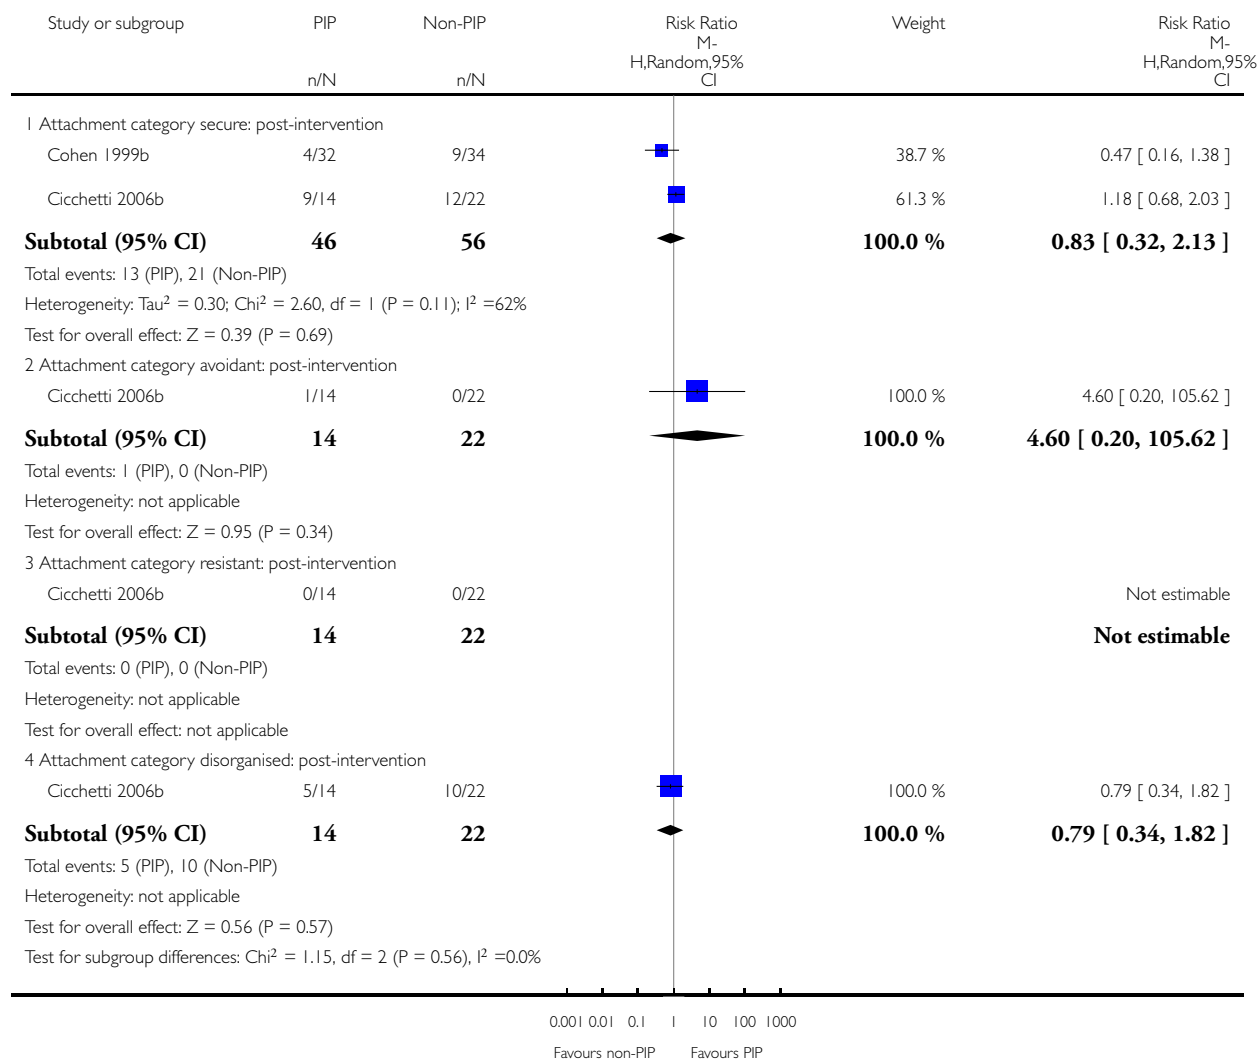 Study or subgroup PIP Non-PIP Risk Ratio Weight Risk Ratio
M- M-
H,Random,95% H,Random,95%
n/N n/N CI CI
1 Attachment category secure: post-intervention
Cohen 1999b 4/32 9/34 38.7 % 0.47 [ 0.16, 1.38 ]
Cicchetti 2006b 9/14 12/22 61.3 % 1.18 [ 0.68, 2.03 ]
Subtotal (95% CI) 46 56 100.0 % 0.83 [ 0.32, 2.13 ]
Total events: 13 (PIP), 21 (Non-PIP)
Heterogeneity: Tau² = 0.30; Chi² = 2.60, df = 1 (P = 0.11); I² =62%
Test for overall effect: Z = 0.39 (P = 0.69)
2 Attachment category avoidant: post-intervention
Cicchetti 2006b 1/14 0/22 100.0 % 4.60 [ 0.20, 105.62 ]
Subtotal (95% CI) 14 22 100.0 % 4.60 [ 0.20, 105.62 ]
Total events: 1 (PIP), 0 (Non-PIP)
Heterogeneity: not applicable
Test for overall effect: Z = 0.95 (P = 0.34)
3 Attachment category resistant: post-intervention
Cicchetti 2006b 0/14 0/22 Not estimable
Subtotal (95% CI) 14 22 Not estimable
Total events: 0 (PIP), 0 (Non-PIP)
Heterogeneity: not applicable
Test for overall effect: not applicable
4 Attachment category disorganised: post-intervention
Cicchetti 2006b 5/14 10/22 100.0 % 0.79 [ 0.34, 1.82 ]
Subtotal (95% CI) 14 22 100.0 % 0.79 [ 0.34, 1.82 ]
Total events: 5 (PIP), 10 (Non-PIP)
Heterogeneity: not applicable
Test for overall effect: Z = 0.56 (P = 0.57)
Test for subgroup differences: Chi² = 1.15, df = 2 (P = 0.56), I² =0.0%
0.001 0.01 0.1 1 10 100 1000
Favours non-PIP Favours PIP